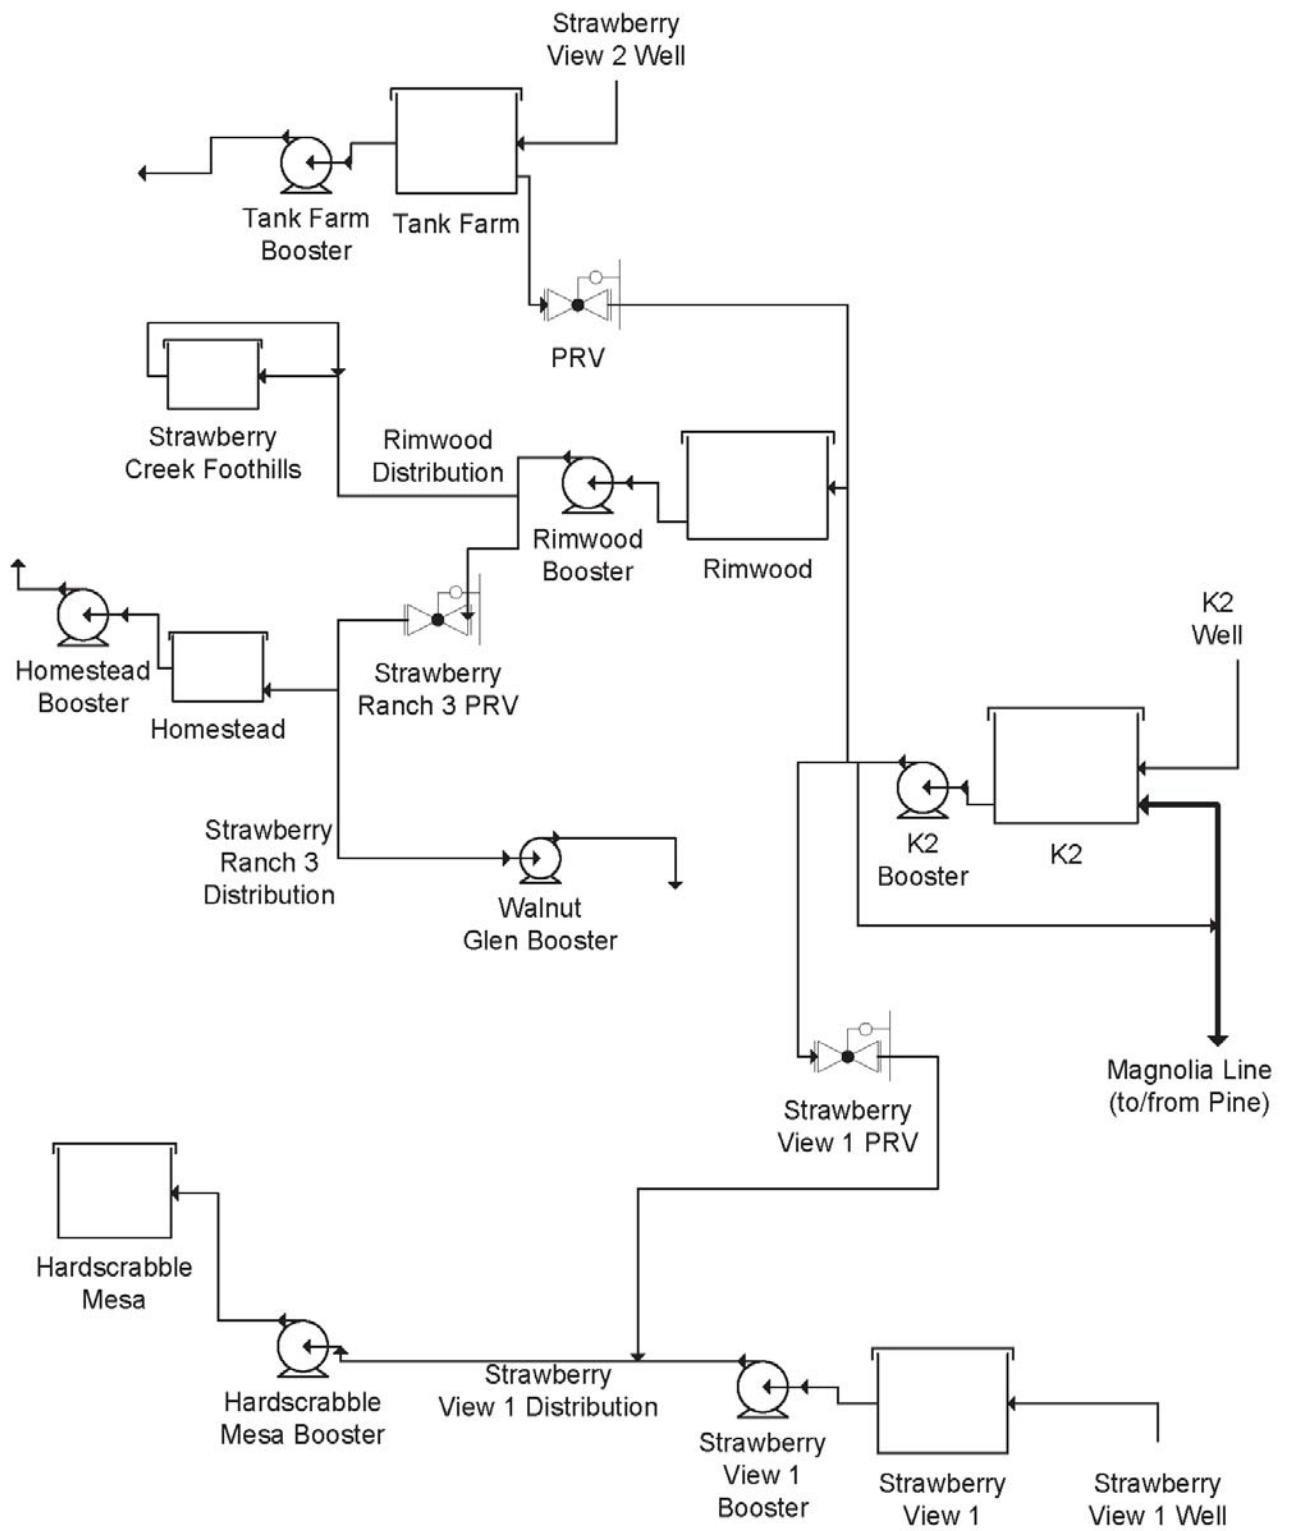 Strawberry
View 2 Well
Tank Farm
Booster
Tank Farm
PRV
Strawberry
Creek Foothills
Rimwood
Distribution
Rimwood
Booster
Rimwood
K2
Well
Homestead
Booster
Homestead
Strawberry
Ranch 3 PRV
Strawberry
Ranch 3
Distribution
Walnut
Glen Booster
K2
Booster
K2
Magnolia Line
(to/from Pine)
Strawberry
View 1 PRV
Hardscrabble
Mesa
Hardscrabble
Mesa Booster
Strawberry
View 1 Distribution
Strawberry
View 1
Booster
Strawberry
View 1
Strawberry
View 1 Well